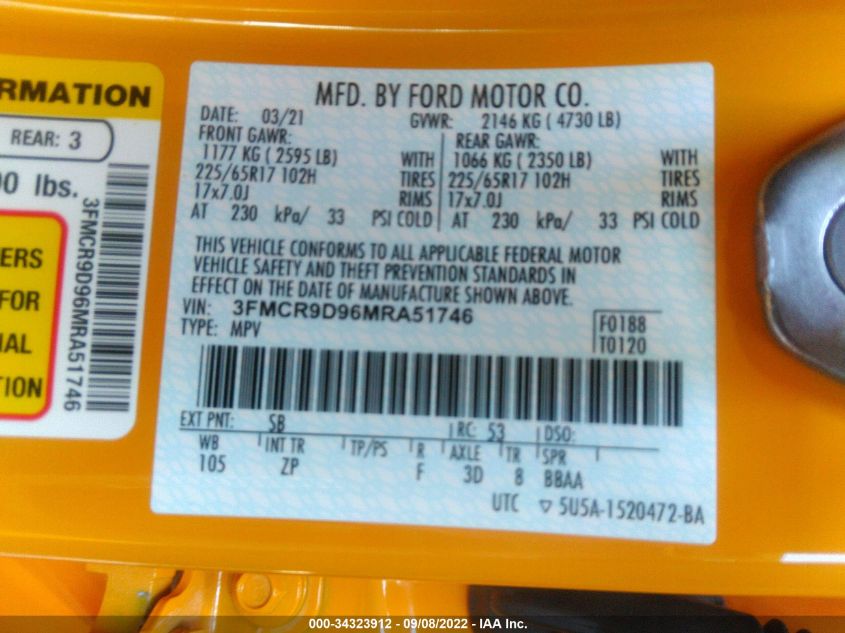 RMATION
REAR: 3
00 lbs.
3FMCR9D96MRA51746
ERS
FOR
IAL
TION
MFD. BY FORD MOTOR CO.
DATE: 03/21 GVWR: 2146 KG ( 4730 LB)
FRONT GAWR: REAR GAWR:
1177 KG ( 2595 LB) WITH 1066 KG ( 2350 LB) WITH
225/65R17 102H TIRES 225/65R17 102H TIRES
17x7.0J RIMS 17x7.0J RIMS
AT 230 kPa/ 33 PSI COLD AT 230 kPa/ 33 PSI COLD
THIS VEHICLE CONFORMS TO ALL APPLICABLE FEDERAL MOTOR
VEHICLE SAFETY AND THEFT PREVENTION STANDARDS IN
EFFECT ON THE DATE OF MANUFACTURE SHOWN ABOVE.
VIN: 3FMCR9D96MRA51746
TYPE: MPV
F0188
T0120
EXT PNT: SB RC: 53 DSO:
WB INT TR TP/PS R AXLE TR SPR
105 ZP F 3D 8 BBAA
UTC ▽ 5U5A-1520472-BA
000-34323912 - 09/08/2022 - IAA Inc.